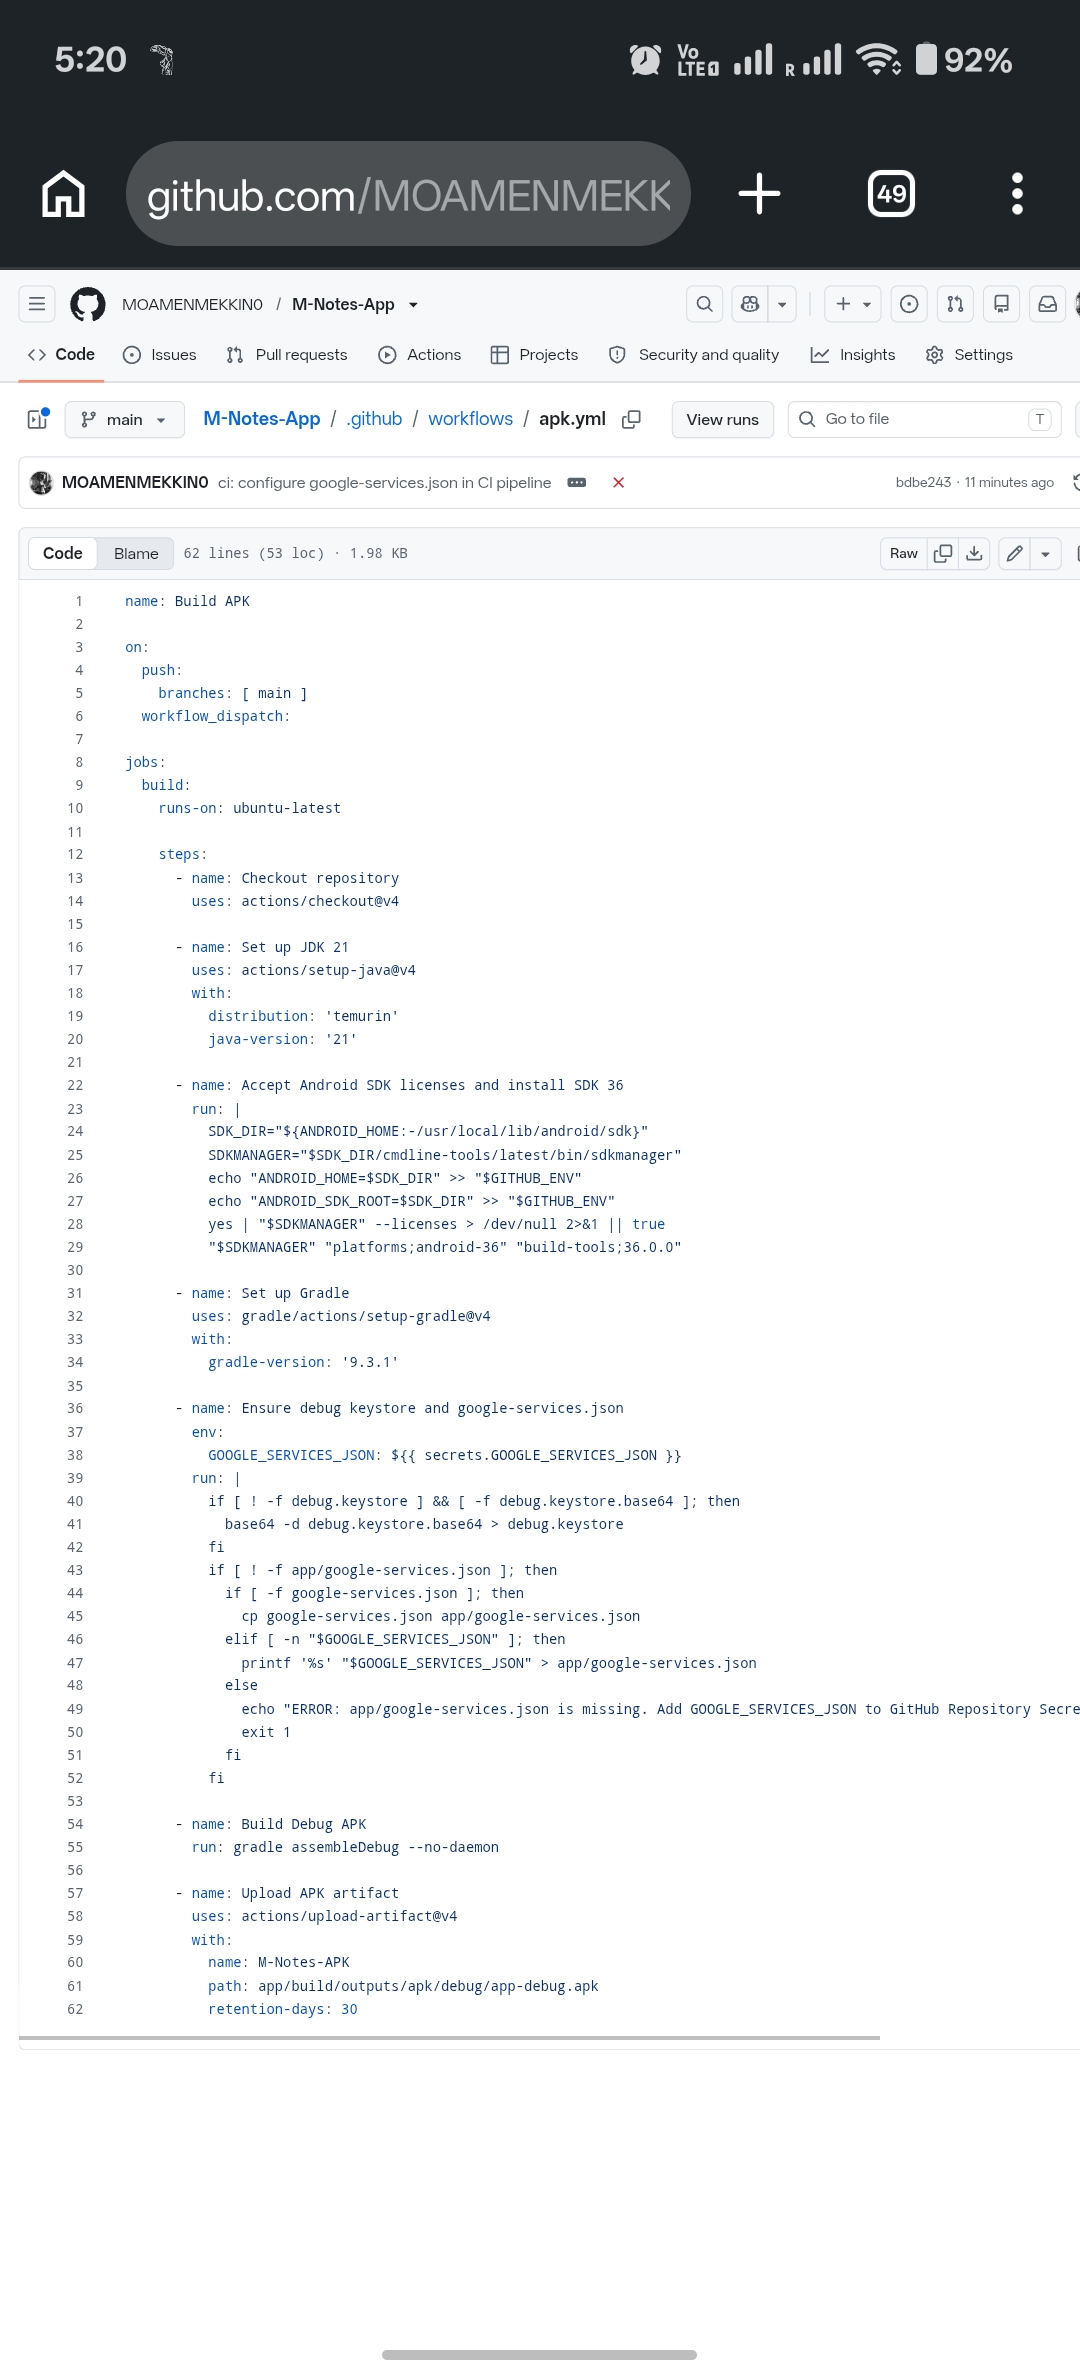 5:20 Vo LTE1 R 92%
github.com/MOAMENMEKK 49
MOAMENMEKKIN0 / M-Notes-App
Code Issues Pull requests Actions Projects Security and quality Insights Settings
main M-Notes-App / .github / workflows / apk.yml View runs Go to file T
MOAMENMEKKIN0 ci: configure google-services.json in CI pipeline bdbe243 · 11 minutes ago
Code Blame 62 lines (53 loc) · 1.98 KB Raw
1 name: Build APK
2
3 on:
4 push:
5 branches: [ main ]
6 workflow_dispatch:
7
8 jobs:
9 build:
10 runs-on: ubuntu-latest
11
12 steps:
13 - name: Checkout repository
14 uses: actions/checkout@v4
15
16 - name: Set up JDK 21
17 uses: actions/setup-java@v4
18 with:
19 distribution: 'temurin'
20 java-version: '21'
21
22 - name: Accept Android SDK licenses and install SDK 36
23 run: |
24 SDK_DIR="${ANDROID_HOME:-/usr/local/lib/android/sdk}"
25 SDKMANAGER="$SDK_DIR/cmdline-tools/latest/bin/sdkmanager"
26 echo "ANDROID_HOME=$SDK_DIR" >> "$GITHUB_ENV"
27 echo "ANDROID_SDK_ROOT=$SDK_DIR" >> "$GITHUB_ENV"
28 yes | "$SDKMANAGER" --licenses > /dev/null 2>&1 || true
29 "$SDKMANAGER" "platforms;android-36" "build-tools;36.0.0"
30
31 - name: Set up Gradle
32 uses: gradle/actions/setup-gradle@v4
33 with:
34 gradle-version: '9.3.1'
35
36 - name: Ensure debug keystore and google-services.json
37 env:
38 GOOGLE_SERVICES_JSON: ${{ secrets.GOOGLE_SERVICES_JSON }}
39 run: |
40 if [ ! -f debug.keystore ] && [ -f debug.keystore.base64 ]; then
41 base64 -d debug.keystore.base64 > debug.keystore
42 fi
43 if [ ! -f app/google-services.json ]; then
44 if [ -f google-services.json ]; then
45 cp google-services.json app/google-services.json
46 elif [ -n "$GOOGLE_SERVICES_JSON" ]; then
47 printf '%s' "$GOOGLE_SERVICES_JSON" > app/google-services.json
48 else
49 echo "ERROR: app/google-services.json is missing. Add GOOGLE_SERVICES_JSON to GitHub Repository Secre
50 exit 1
51 fi
52 fi
53
54 - name: Build Debug APK
55 run: gradle assembleDebug --no-daemon
56
57 - name: Upload APK artifact
58 uses: actions/upload-artifact@v4
59 with:
60 name: M-Notes-APK
61 path: app/build/outputs/apk/debug/app-debug.apk
62 retention-days: 30